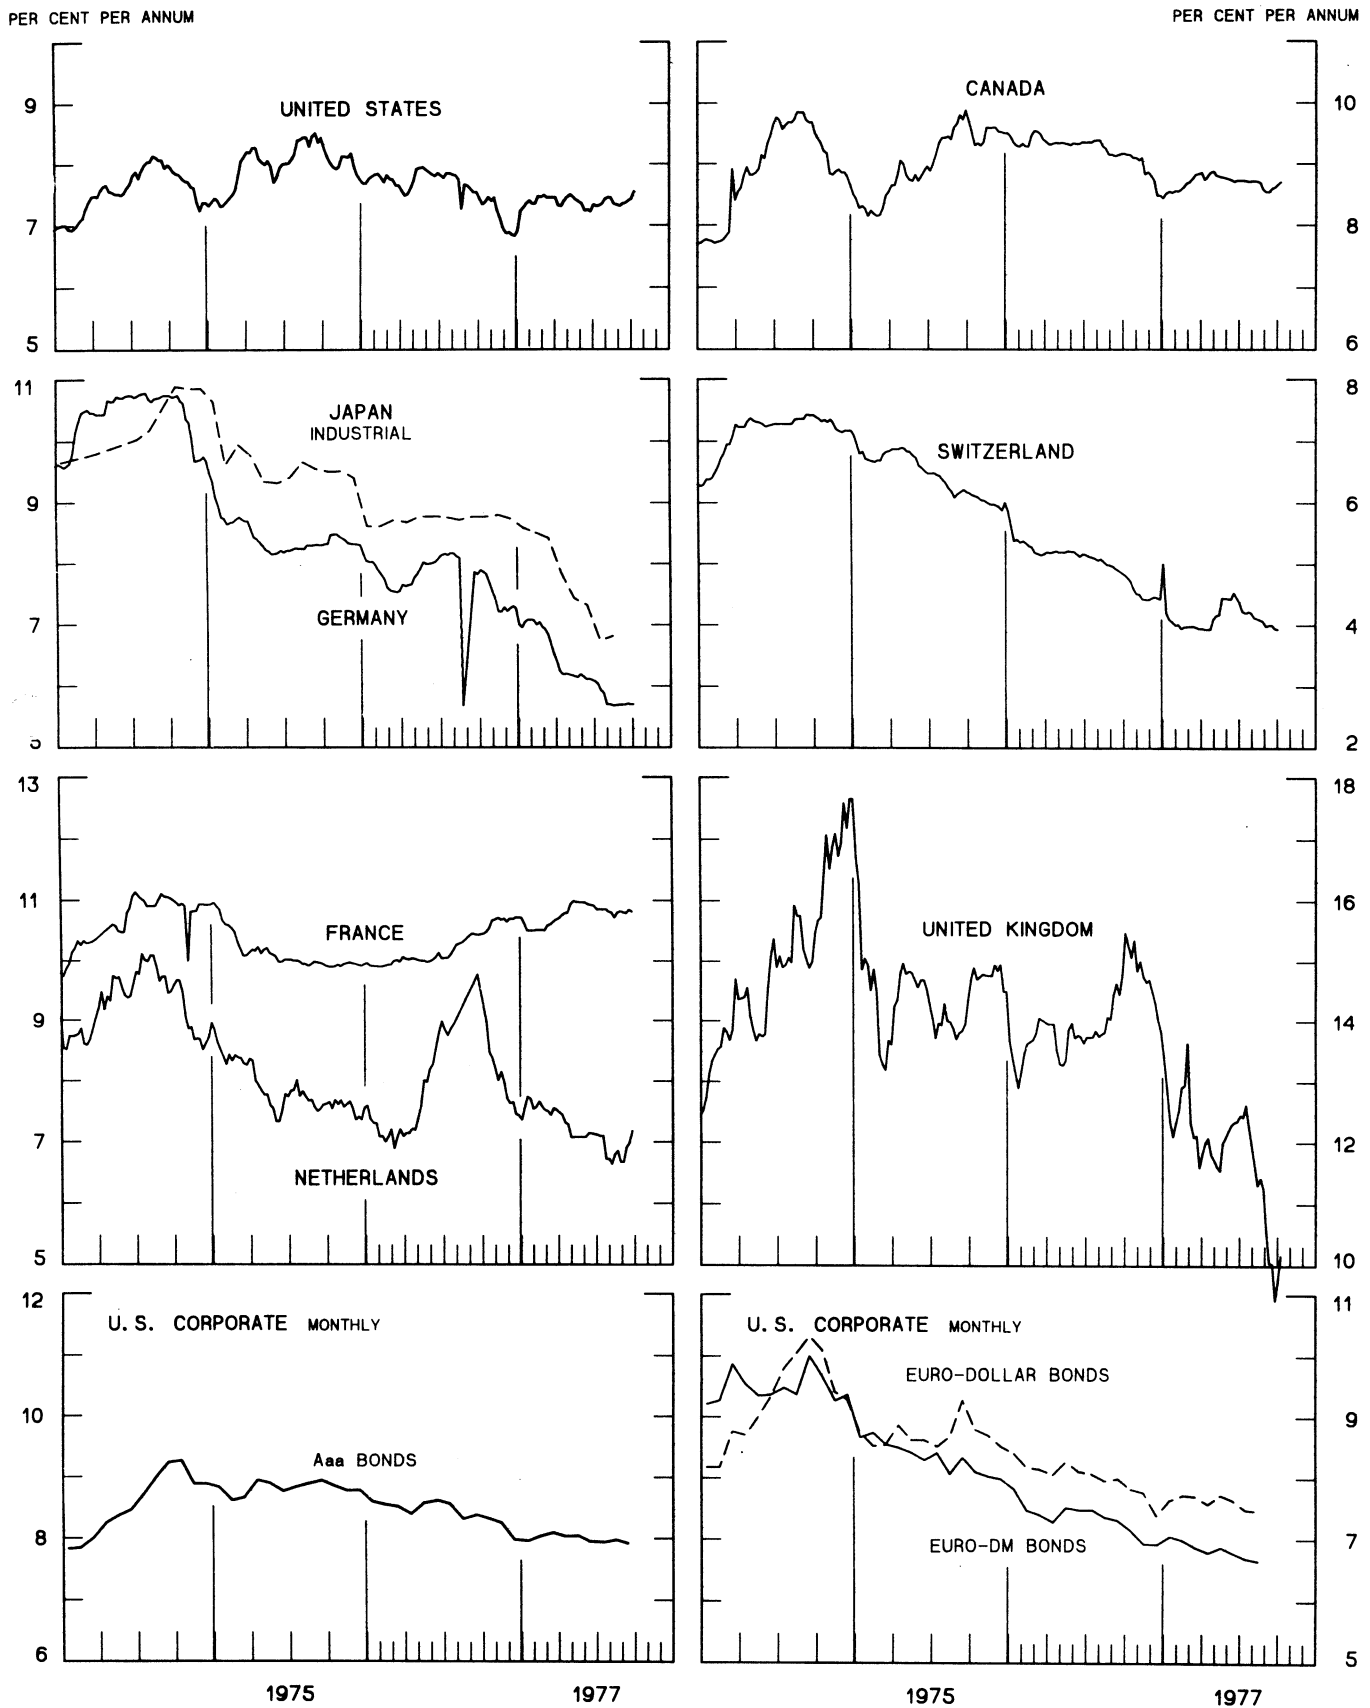 PER CENT PER ANNUM
PER CENT PER ANNUM
9
7
5
UNITED STATES
CANADA
10
8
6
11
9
7
5
JAPAN
INDUSTRIAL
GERMANY
SWITZERLAND
8
6
4
2
13
11
9
7
5
FRANCE
NETHERLANDS
UNITED KINGDOM
18
16
14
12
10
12
10
8
6
U.S. CORPORATE MONTHLY
Aaa BONDS
U.S. CORPORATE MONTHLY
EURO-DOLLAR BONDS
EURO-DM BONDS
11
9
7
5
1975
1977
1975
1977